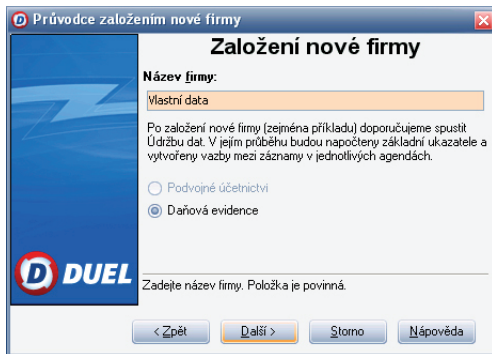 Průvodce založením nové firmy
Založení nové firmy
Název firmy:
Vlastní data
Po založení nové firmy (zejména příkladu) doporučujeme spustit
Údržbu dat. V jejím průběhu budou napočteny základní ukazatele a
vytvořeny vazby mezi záznamy v jednotlivých agendách.
Podvojné účetnictví
Daňová evidence
DUEL
Zadejte název firmy. Položka je povinná.
< Zpět
Další >
Storno
Nápověda